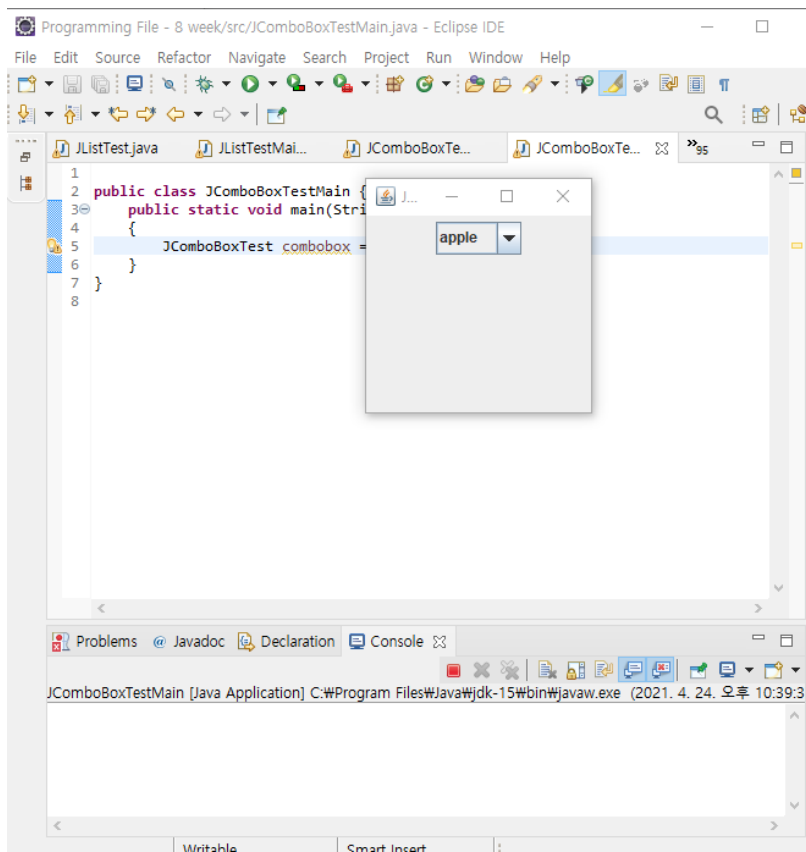 Programming File - 8 week/src/JComboBoxTestMain.java - Eclipse IDE
File Edit Source Refactor Navigate Search Project Run Window Help
JListTest.java JListTestMai... JComboBoxTe... JComboBoxTe... »95
1
2 public class JComboBoxTestMain {
3 public static void main(Stri
4 {
5 JComboBoxTest combobox =
6 }
7 }
8
J...
apple
Problems @ Javadoc Declaration Console
JComboBoxTestMain [Java Application] C:₩Program Files₩Java₩jdk-15₩bin₩javaw.exe (2021. 4. 24. 오후 10:39:3
Writable Smart Insert